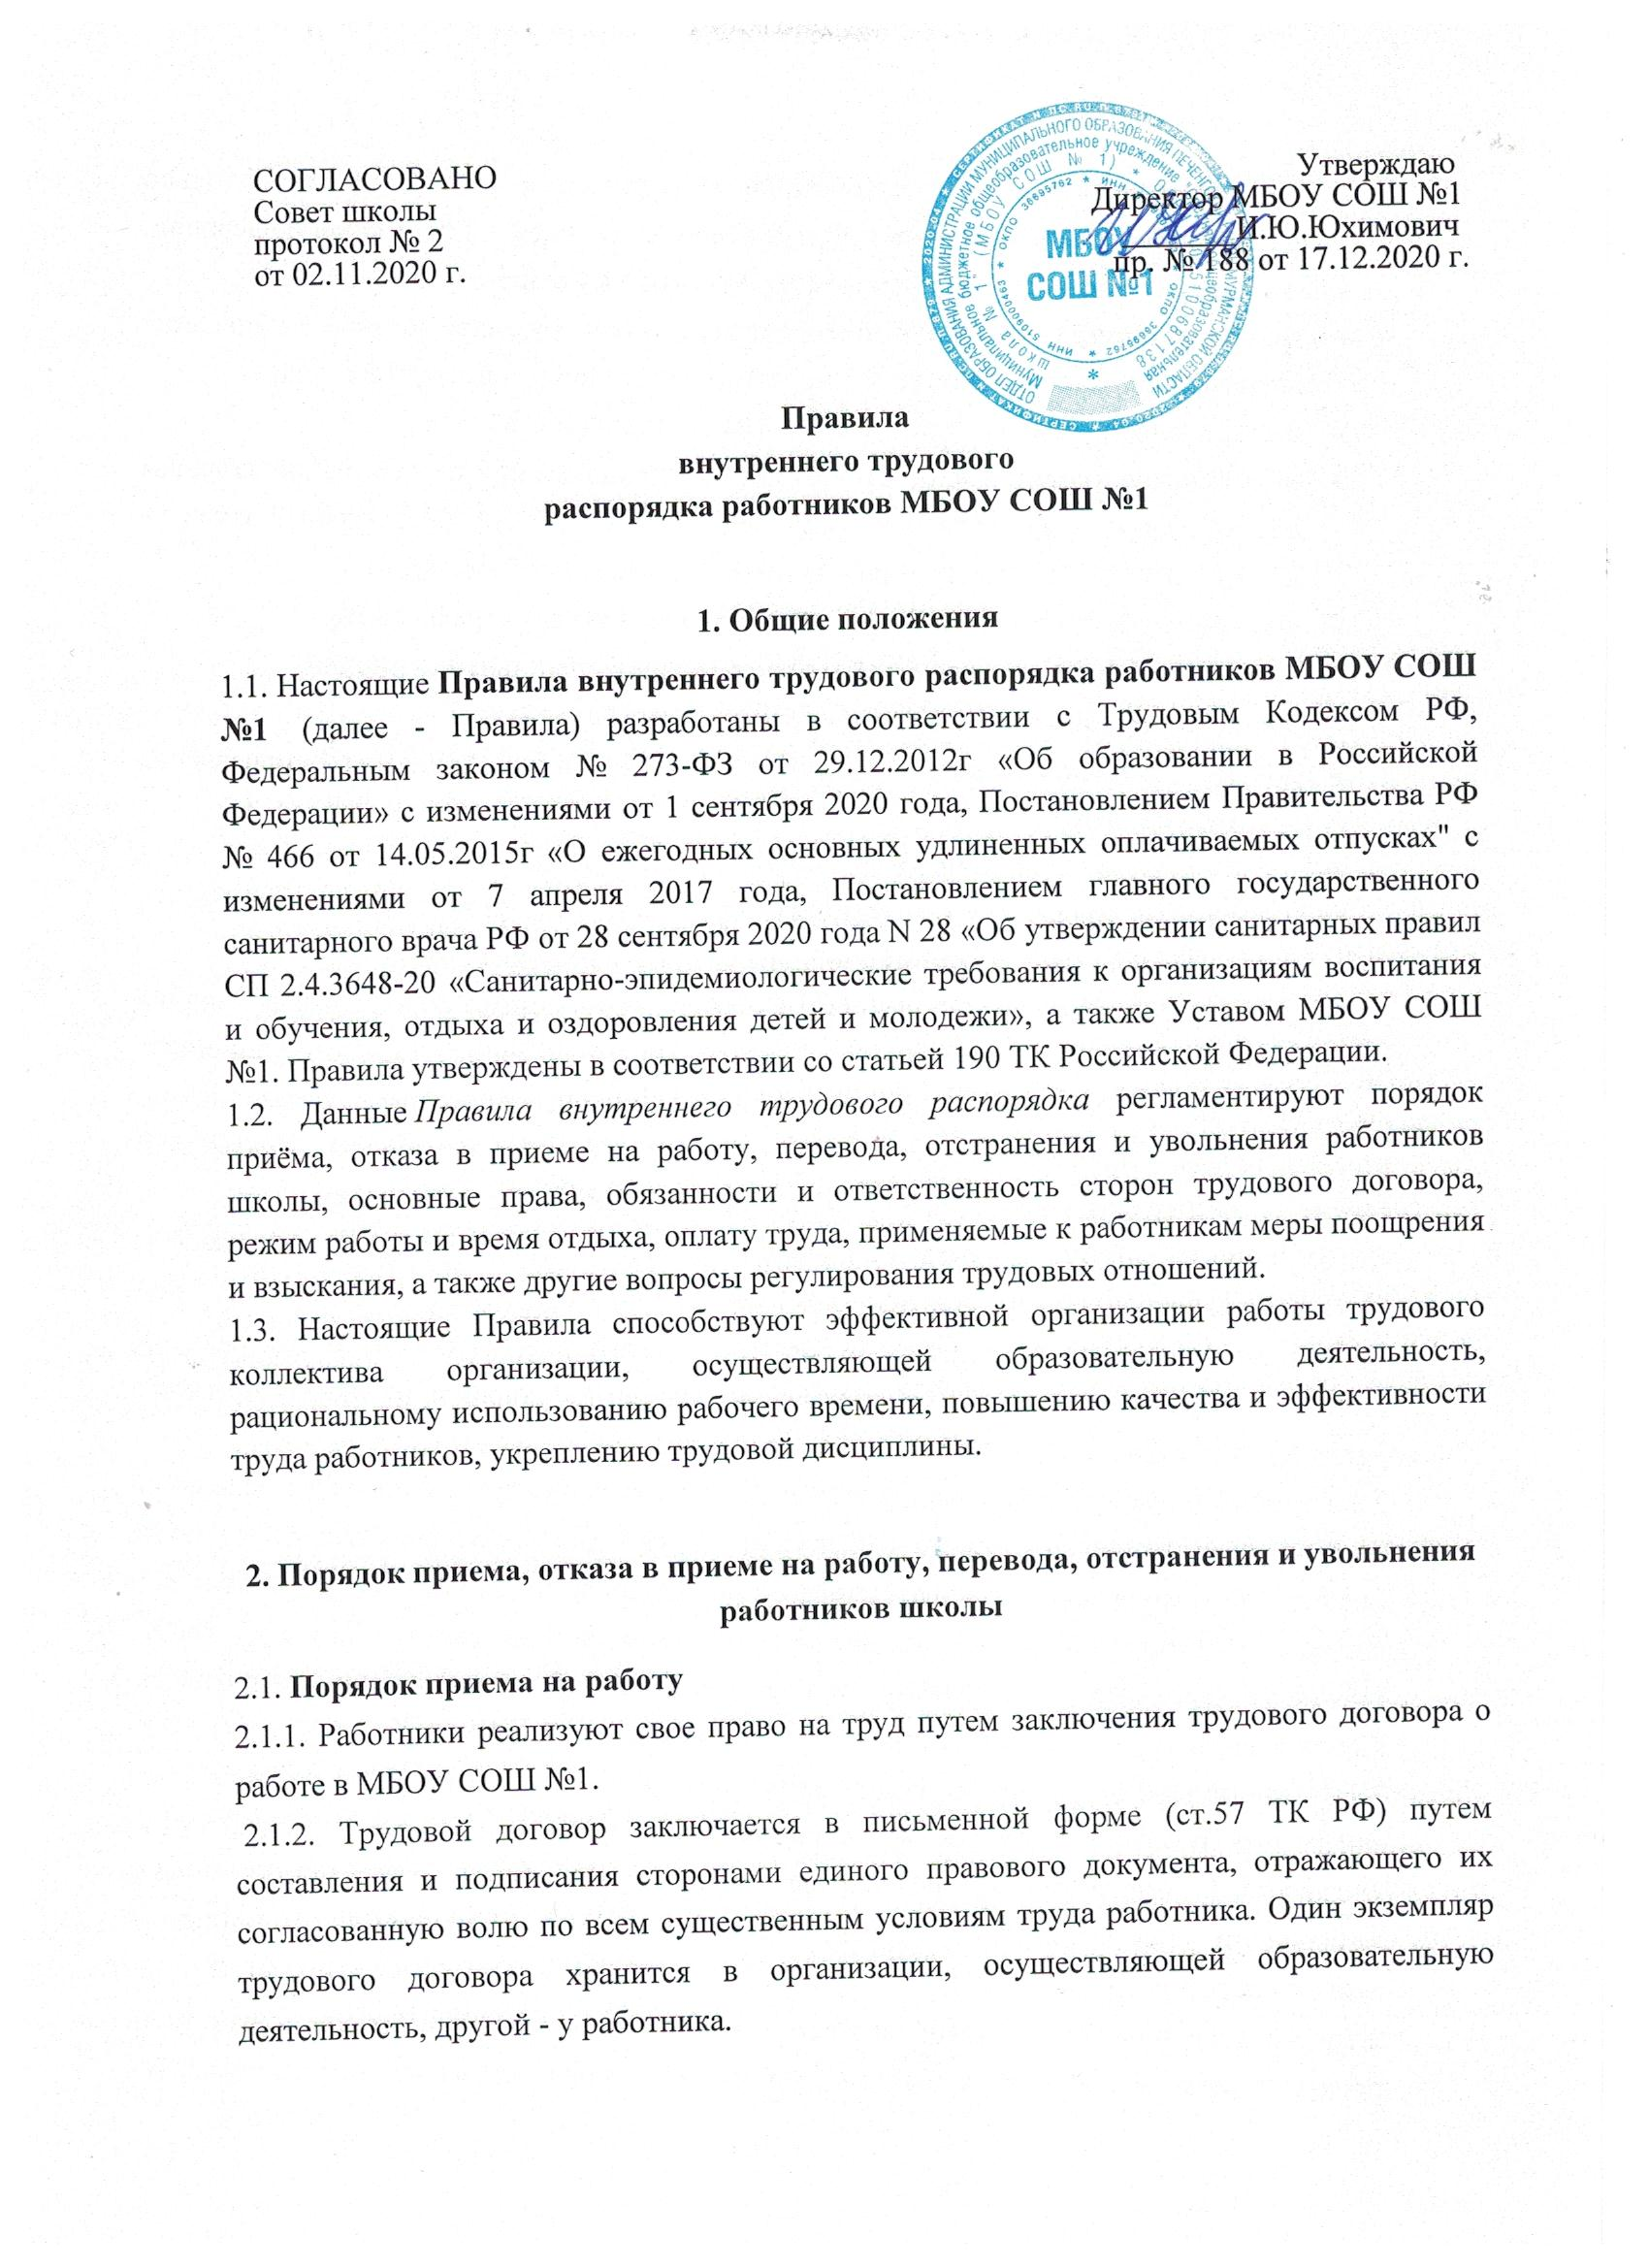 СОГЛАСОВАНО
Совет школы
протокол № 2
от 02.11.2020 г.
Утверждаю
Директор МБОУ СОШ №1
И.Ю.Юхимович
пр. № 188 от 17.12.2020 г.
МБОУ
СОШ №1
Правила
внутреннего трудового
распорядка работников МБОУ СОШ №1
1. Общие положения
1.1. Настоящие Правила внутреннего трудового распорядка работников МБОУ СОШ
№1 (далее - Правила) разработаны в соответствии с Трудовым Кодексом РФ,
Федеральным законом № 273-ФЗ от 29.12.2012г «Об образовании в Российской
Федерации» с изменениями от 1 сентября 2020 года, Постановлением Правительства РФ
№ 466 от 14.05.2015г «О ежегодных основных удлиненных оплачиваемых отпусках" с
изменениями от 7 апреля 2017 года, Постановлением главного государственного
санитарного врача РФ от 28 сентября 2020 года N 28 «Об утверждении санитарных правил
СП 2.4.3648-20 «Санитарно-эпидемиологические требования к организациям воспитания
и обучения, отдыха и оздоровления детей и молодежи», а также Уставом МБОУ СОШ
№1. Правила утверждены в соответствии со статьей 190 ТК Российской Федерации.
1.2. Данные Правила внутреннего трудового распорядка регламентируют порядок
приёма, отказа в приеме на работу, перевода, отстранения и увольнения работников
школы, основные права, обязанности и ответственность сторон трудового договора,
режим работы и время отдыха, оплату труда, применяемые к работникам меры поощрения
и взыскания, а также другие вопросы регулирования трудовых отношений.
1.3. Настоящие Правила способствуют эффективной организации работы трудового
коллектива организации, осуществляющей образовательную деятельность,
рациональному использованию рабочего времени, повышению качества и эффективности
труда работников, укреплению трудовой дисциплины.
2. Порядок приема, отказа в приеме на работу, перевода, отстранения и увольнения
работников школы
2.1. Порядок приема на работу
2.1.1. Работники реализуют свое право на труд путем заключения трудового договора о
работе в МБОУ СОШ №1.
2.1.2. Трудовой договор заключается в письменной форме (ст.57 ТК РФ) путем
составления и подписания сторонами единого правового документа, отражающего их
согласованную волю по всем существенным условиям труда работника. Один экземпляр
трудового договора хранится в организации, осуществляющей образовательную
деятельность, другой - у работника.